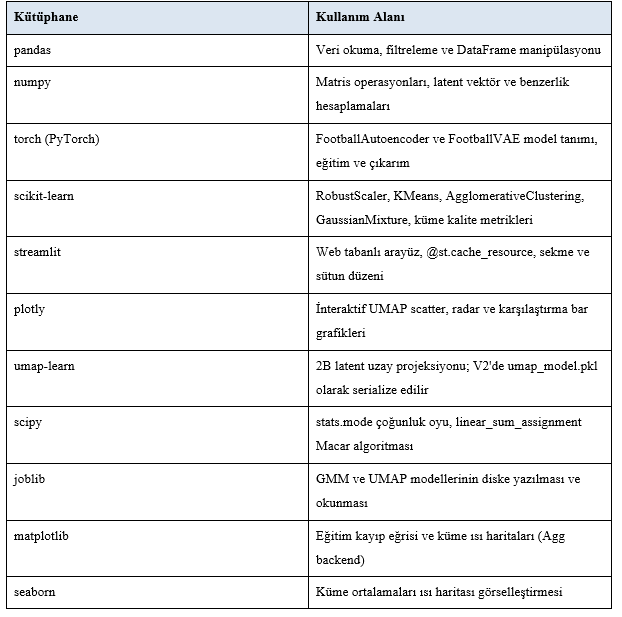 Kütüphane
Kullanım Alanı
pandas
Veri okuma, filtreleme ve DataFrame manipülasyonu
numpy
Matris operasyonları, latent vektör ve benzerlik
hesaplamaları
torch (PyTorch)
FootballAutoencoder ve FootballVAE model tanımı,
eğitim ve çıkarım
scikit-learn
RobustScaler, KMeans, AgglomerativeClustering,
GaussianMixture, küme kalite metrikleri
streamlit
Web tabanlı arayüz, @st.cache_resource, sekme ve
sütun düzeni
plotly
İnteraktif UMAP scatter, radar ve karşılaştırma bar
grafikleri
umap-learn
2B latent uzay projeksiyonu; V2'de umap_model.pkl
olarak serialize edilir
scipy
stats.mode çoğunluk oyu, linear_sum_assignment
Macar algoritması
joblib
GMM ve UMAP modellerinin diske yazılması ve
okunması
matplotlib
Eğitim kayıp eğrisi ve küme ısı haritaları (Agg
backend)
seaborn
Küme ortalamaları ısı haritası görselleştirmesi